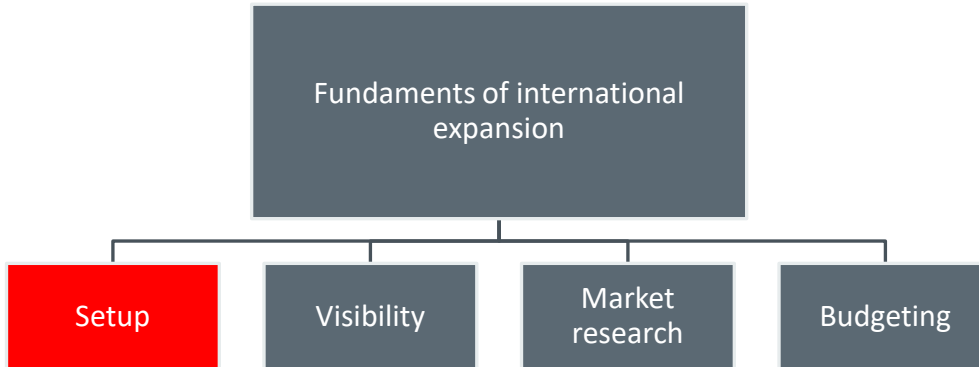 Fundaments of international
expansion
Setup
Visibility
Market
research
Budgeting